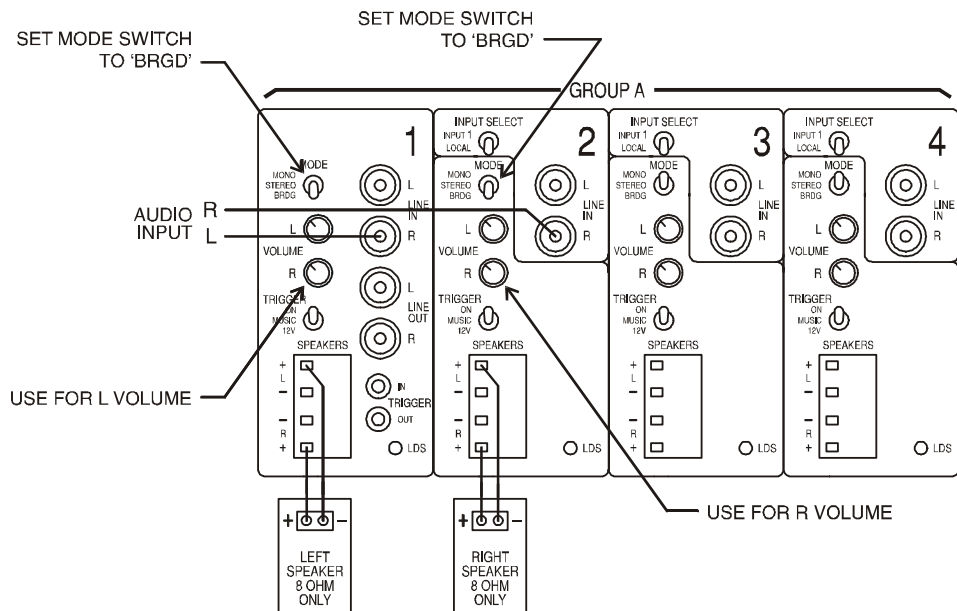 SET MODE SWITCH
TO 'BRGD'
SET MODE SWITCH
TO 'BRGD'
GROUP A
1
MODE
MONO
STEREO
BRDG
L
LINE
IN
R
L
VOLUME
R
L
LINE
OUT
R
TRIGGER
ON
MUSIC
12V
SPEAKERS
+
L
–
–
R
+
IN
TRIGGER
OUT
LDS
INPUT SELECT
INPUT 1
LOCAL
2
MODE
MONO
STEREO
BRDG
L
LINE
IN
R
L
VOLUME
R
TRIGGER
ON
MUSIC
12V
SPEAKERS
+
L
–
–
R
+
LDS
INPUT SELECT
INPUT 1
LOCAL
3
MODE
MONO
STEREO
BRDG
L
LINE
IN
R
L
VOLUME
R
TRIGGER
ON
MUSIC
12V
SPEAKERS
+
L
–
–
R
+
LDS
INPUT SELECT
INPUT 1
LOCAL
4
MODE
MONO
STEREO
BRDG
L
LINE
IN
R
L
VOLUME
R
TRIGGER
ON
MUSIC
12V
SPEAKERS
+
L
–
–
R
+
LDS
AUDIO R
INPUT L
USE FOR L VOLUME
USE FOR R VOLUME
+ –
LEFT
SPEAKER
8 OHM
ONLY
+ –
RIGHT
SPEAKER
8 OHM
ONLY